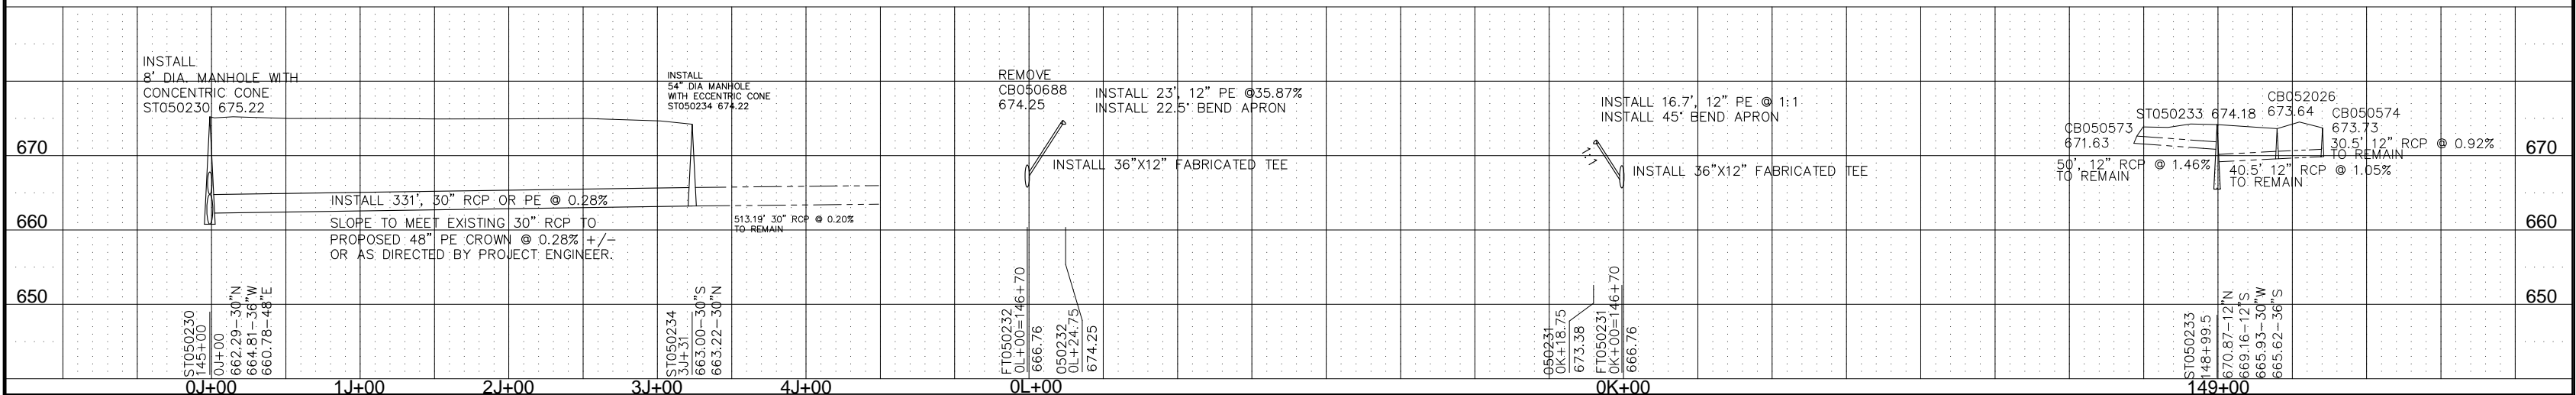 INSTALL
8' DIA. MANHOLE WITH
CONCENTRIC CONE
ST050230 675.22
INSTALL
54" DIA MANHOLE
WITH ECCENTRIC CONE
ST050234 674.22
REMOVE
CB050688
674.25
INSTALL 23', 12" PE @35.87%
INSTALL 22.5° BEND APRON
INSTALL 36"X12" FABRICATED TEE
INSTALL 16.7', 12" PE @ 1:1
INSTALL 45° BEND APRON
1:1
INSTALL 36"X12" FABRICATED TEE
CB050573
671.63
ST050233 674.18
CB052026
673.64
CB050574
673.73
30.5' 12" RCP @ 0.92%
TO REMAIN
50', 12" RCP @ 1.46%
TO REMAIN
40.5' 12" RCP @ 1.05%
TO REMAIN
INSTALL 331', 30" RCP OR PE @ 0.28%
SLOPE TO MEET EXISTING 30" RCP TO
PROPOSED 48" PE CROWN @ 0.28% +/-
OR AS DIRECTED BY PROJECT ENGINEER.
513.19' 30" RCP @ 0.20%
TO REMAIN
670
660
650
670
660
650
ST050230
145+00
0J+00
662.29-30"N
664.81-36"W
660.78-48"E
ST050234
3J+31
663.00-30"S
663.22-30"N
FT050232
0L+00=146+70
666.76
050232
0L+24.75
674.25
050231
0K+18.75
673.38
FT050231
0K+00=146+70
666.76
ST050233
148+99.5
670.87-12"N
669.16-12"S
665.93-30"W
665.62-36"S
0J+00
1J+00
2J+00
3J+00
4J+00
0L+00
0K+00
149+00